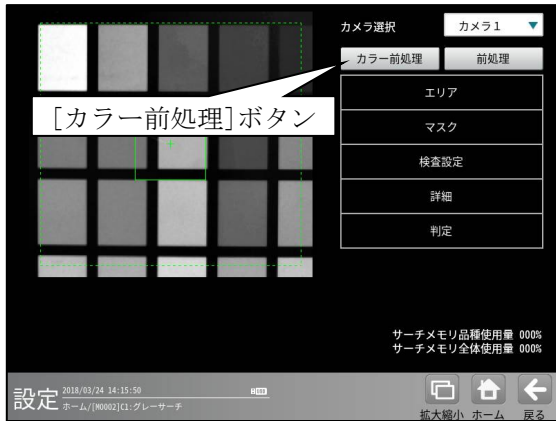 カメラ選択
カメラ1
カラー前処理
前処理
[カラー前処理]ボタン
エリア
マスク
検査設定
詳細
判定
サーチメモリ品種使用量 000%
サーチメモリ全体使用量 000%
設定
2018/03/24 14:15:50
ホーム/[M0002]C1:グレーサーチ
拡大縮小
ホーム
戻る